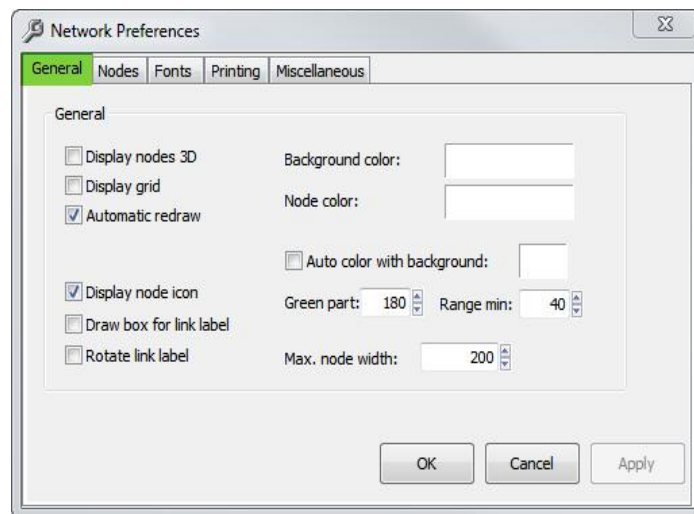 Network Preferences
General Nodes Fonts Printing Miscellaneous
General
Display nodes 3D
Display grid
Automatic redraw
Background color:
Node color:
Auto color with background:
Display node icon
Draw box for link label
Rotate link label
Green part: 180 Range min: 40
Max. node width: 200
OK Cancel Apply